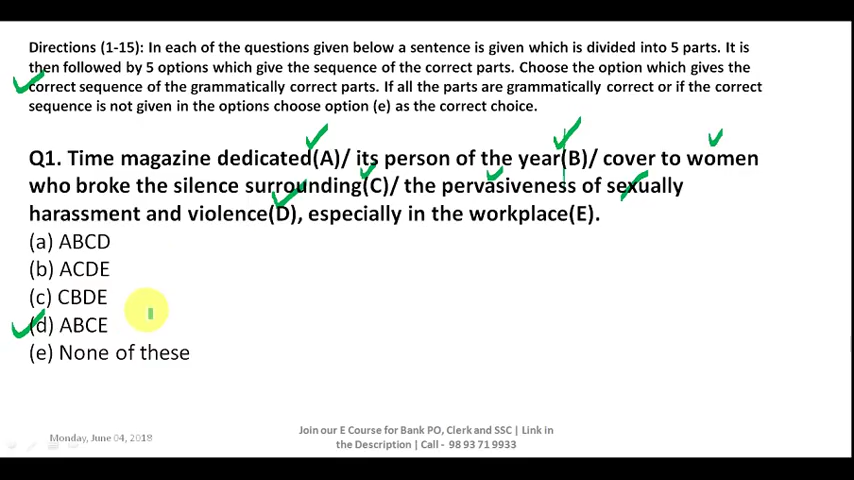 Directions (1-15): In each of the questions given below a sentence is given which is divided into 5 parts. It is
then followed by 5 options which give the sequence of the correct parts. Choose the option which gives the
correct sequence of the grammatically correct parts. If all the parts are grammatically correct or if the correct
sequence is not given in the options choose option (e) as the correct choice.
Q1. Time magazine dedicated(A)/ its person of the year(B)/ cover to women
who broke the silence surrounding(C)/ the pervasiveness of sexually
harassment and violence(D), especially in the workplace(E).
(a) ABCD
(b) ACDE
(c) CBDE
(d) ABCE
(e) None of these
Monday, June 04, 2018
Join our E Course for Bank PO, Clerk and SSC | Link in
the Description | Call - 98 93 71 9933